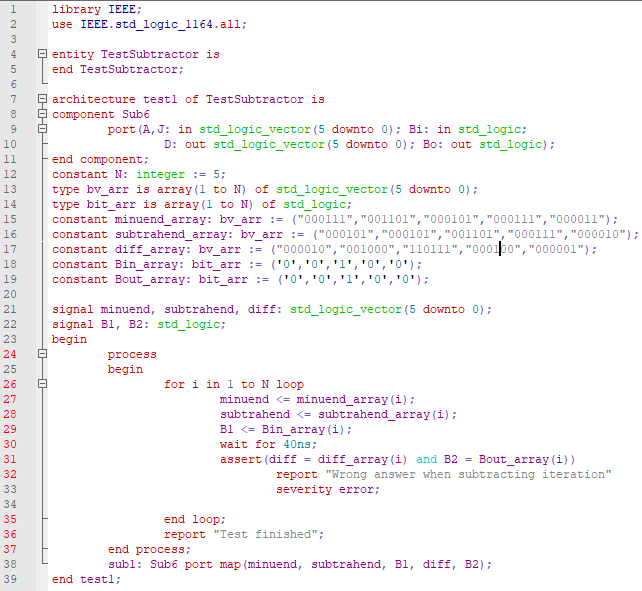 1 library IEEE;
2 use IEEE.std_logic_1164.all;
3
4 entity TestSubtractor is
5 end TestSubtractor;
6
7 architecture test1 of TestSubtractor is
8 component Sub6
9 port(A,J: in std_logic_vector(5 downto 0); Bi: in std_logic;
10 D: out std_logic_vector(5 downto 0); Bo: out std_logic);
11 end component;
12 constant N: integer := 5;
13 type bv_arr is array(1 to N) of std_logic_vector(5 downto 0);
14 type bit_arr is array(1 to N) of std_logic;
15 constant minuend_array: bv_arr := ("000111","001101","000101","000111","000011");
16 constant subtrahend_array: bv_arr := ("000101","000101","001101","000111","000010");
17 constant diff_array: bv_arr := ("000010","001000","110111","000100","000001");
18 constant Bin_array: bit_arr := ('0','0','1','0','0');
19 constant Bout_array: bit_arr := ('0','0','1','0','0');
20
21 signal minuend, subtrahend, diff: std_logic_vector(5 downto 0);
22 signal B1, B2: std_logic;
23 begin
24 process
25 begin
26 for i in 1 to N loop
27 minuend <= minuend_array(i);
28 subtrahend <= subtrahend_array(i);
29 B1 <= Bin_array(i);
30 wait for 40ns;
31 assert(diff = diff_array(i) and B2 = Bout_array(i))
32 report "Wrong answer when subtracting iteration"
33 severity error;
34
35 end loop;
36 report "Test finished";
37 end process;
38 sub1: Sub6 port map(minuend, subtrahend, B1, diff, B2);
39 end test1;